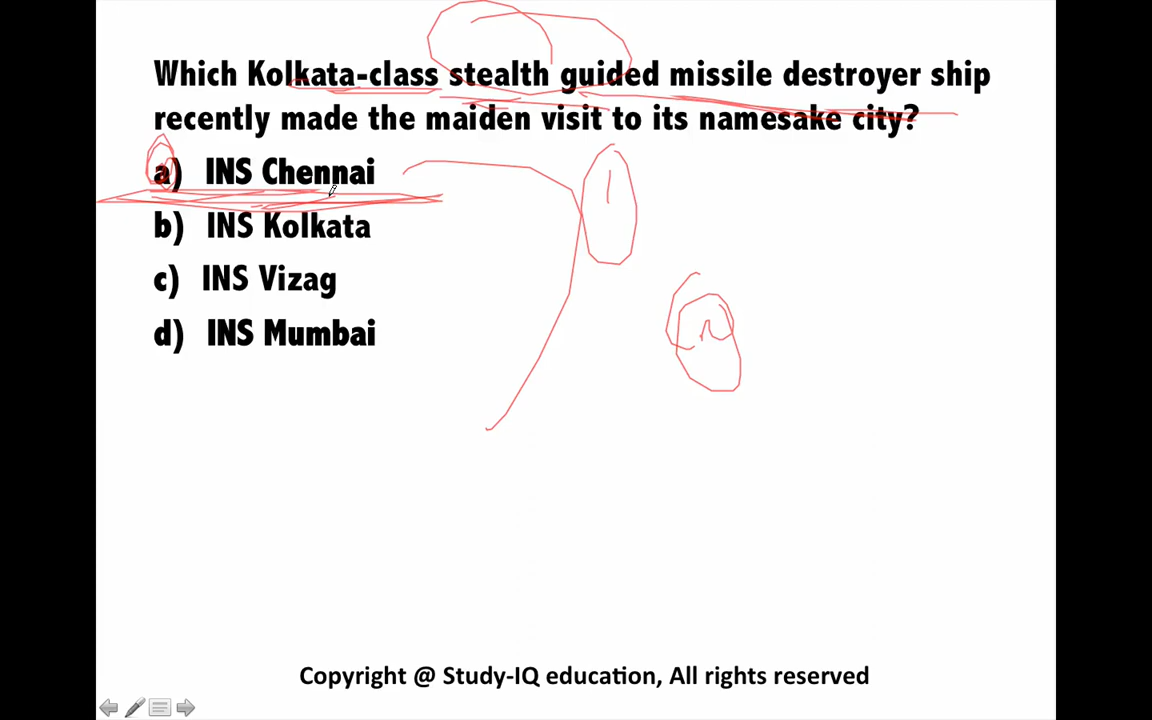 Which Kolkata-class stealth guided missile destroyer ship
recently made the maiden visit to its namesake city?
a) INS Chennai
b) INS Kolkata
c) INS Vizag
d) INS Mumbai
Copyright @ Study-IQ education, All rights reserved